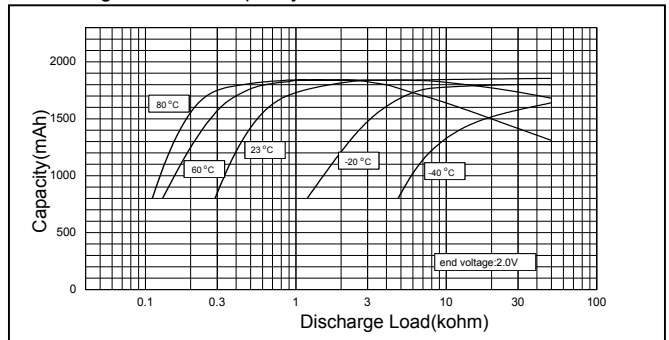 2000
1500
1000
500
0
Capacity(mAh)
80 °C
60 °C
23 °C
-20 °C
-40 °C
end voltage:2.0V
0.1 0.3 1 3 10 30 100
Discharge Load(kohm)